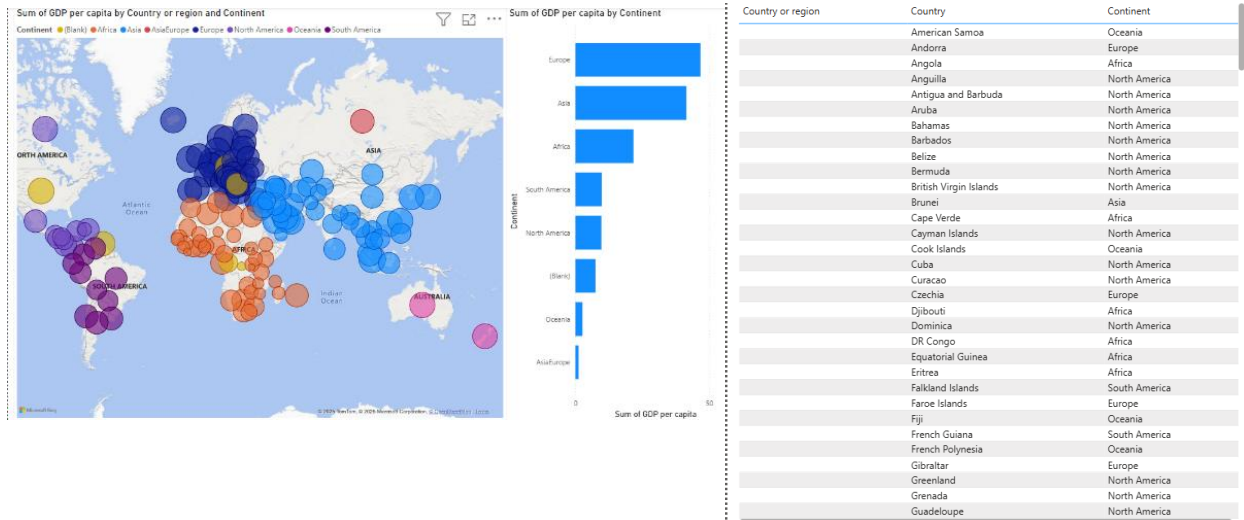 Sum of GDP per capita by Country or region and Continent
Continent (Blank) Africa Asia AsiaEurope Europe North America Oceania South America
ORTH AMERICA
ASIA
Atlantic
Ocean
AFRICA
SOUTH AMERICA
Indian
Ocean
AUSTRALIA
Microsoft Bing
Sum of GDP per capita by Continent
Continent
Europe
Asia
Africa
South America
North America
(Blank)
Oceania
AsiaEurope
0
50
Sum of GDP per capita
Country or region Country Continent
American Samoa Oceania
Andorra Europe
Angola Africa
Anguilla North America
Antigua and Barbuda North America
Aruba North America
Bahamas North America
Barbados North America
Belize North America
Bermuda North America
British Virgin Islands North America
Brunei Asia
Cape Verde Africa
Cayman Islands North America
Cook Islands Oceania
Cuba North America
Curacao North America
Czechia Europe
Djibouti Africa
Dominica North America
DR Congo Africa
Equatorial Guinea Africa
Eritrea Africa
Falkland Islands South America
Faroe Islands Europe
Fiji Oceania
French Guiana South America
French Polynesia Oceania
Gibraltar Europe
Greenland North America
Grenada North America
Guadeloupe North America